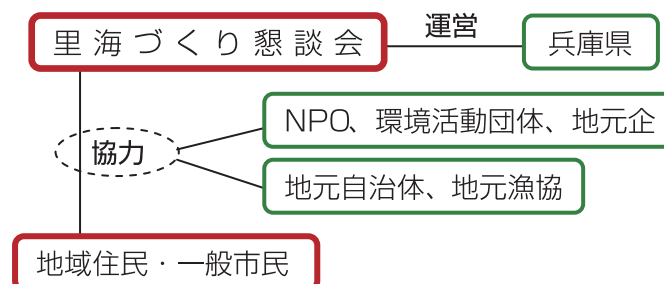 里海づくり懇談会
運営
兵庫県
NPO、環境活動団体、地元企
協力
地元自治体、地元漁協
地域住民・一般市民